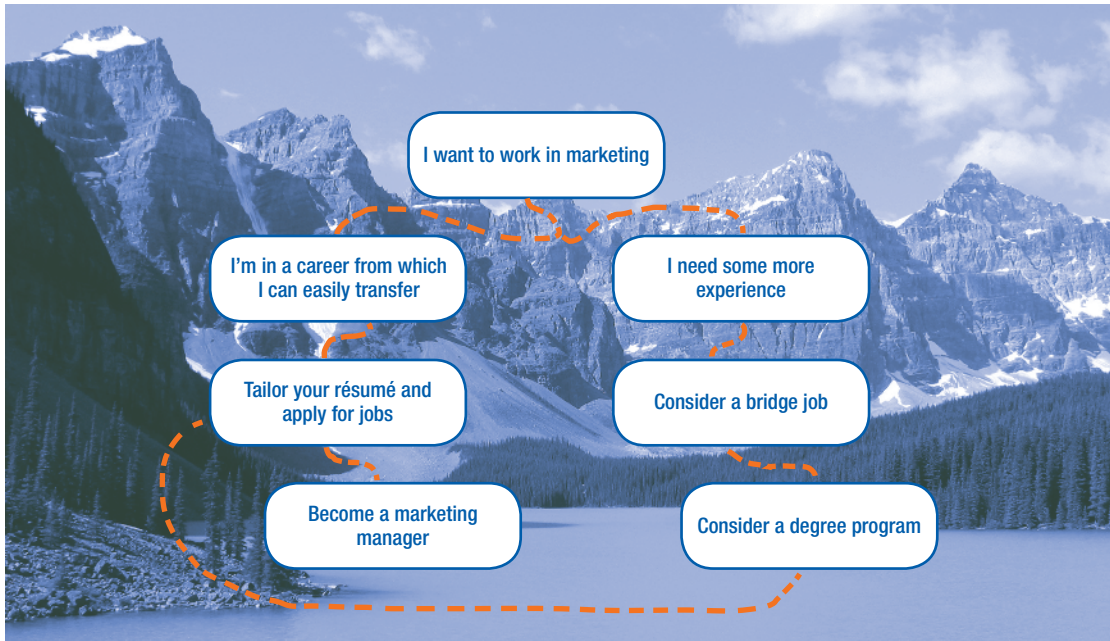 I want to work in marketing
I'm in a career from which
I can easily transfer
I need some more
experience
Tailor your résumé and
apply for jobs
Consider a bridge job
Become a marketing
manager
Consider a degree program